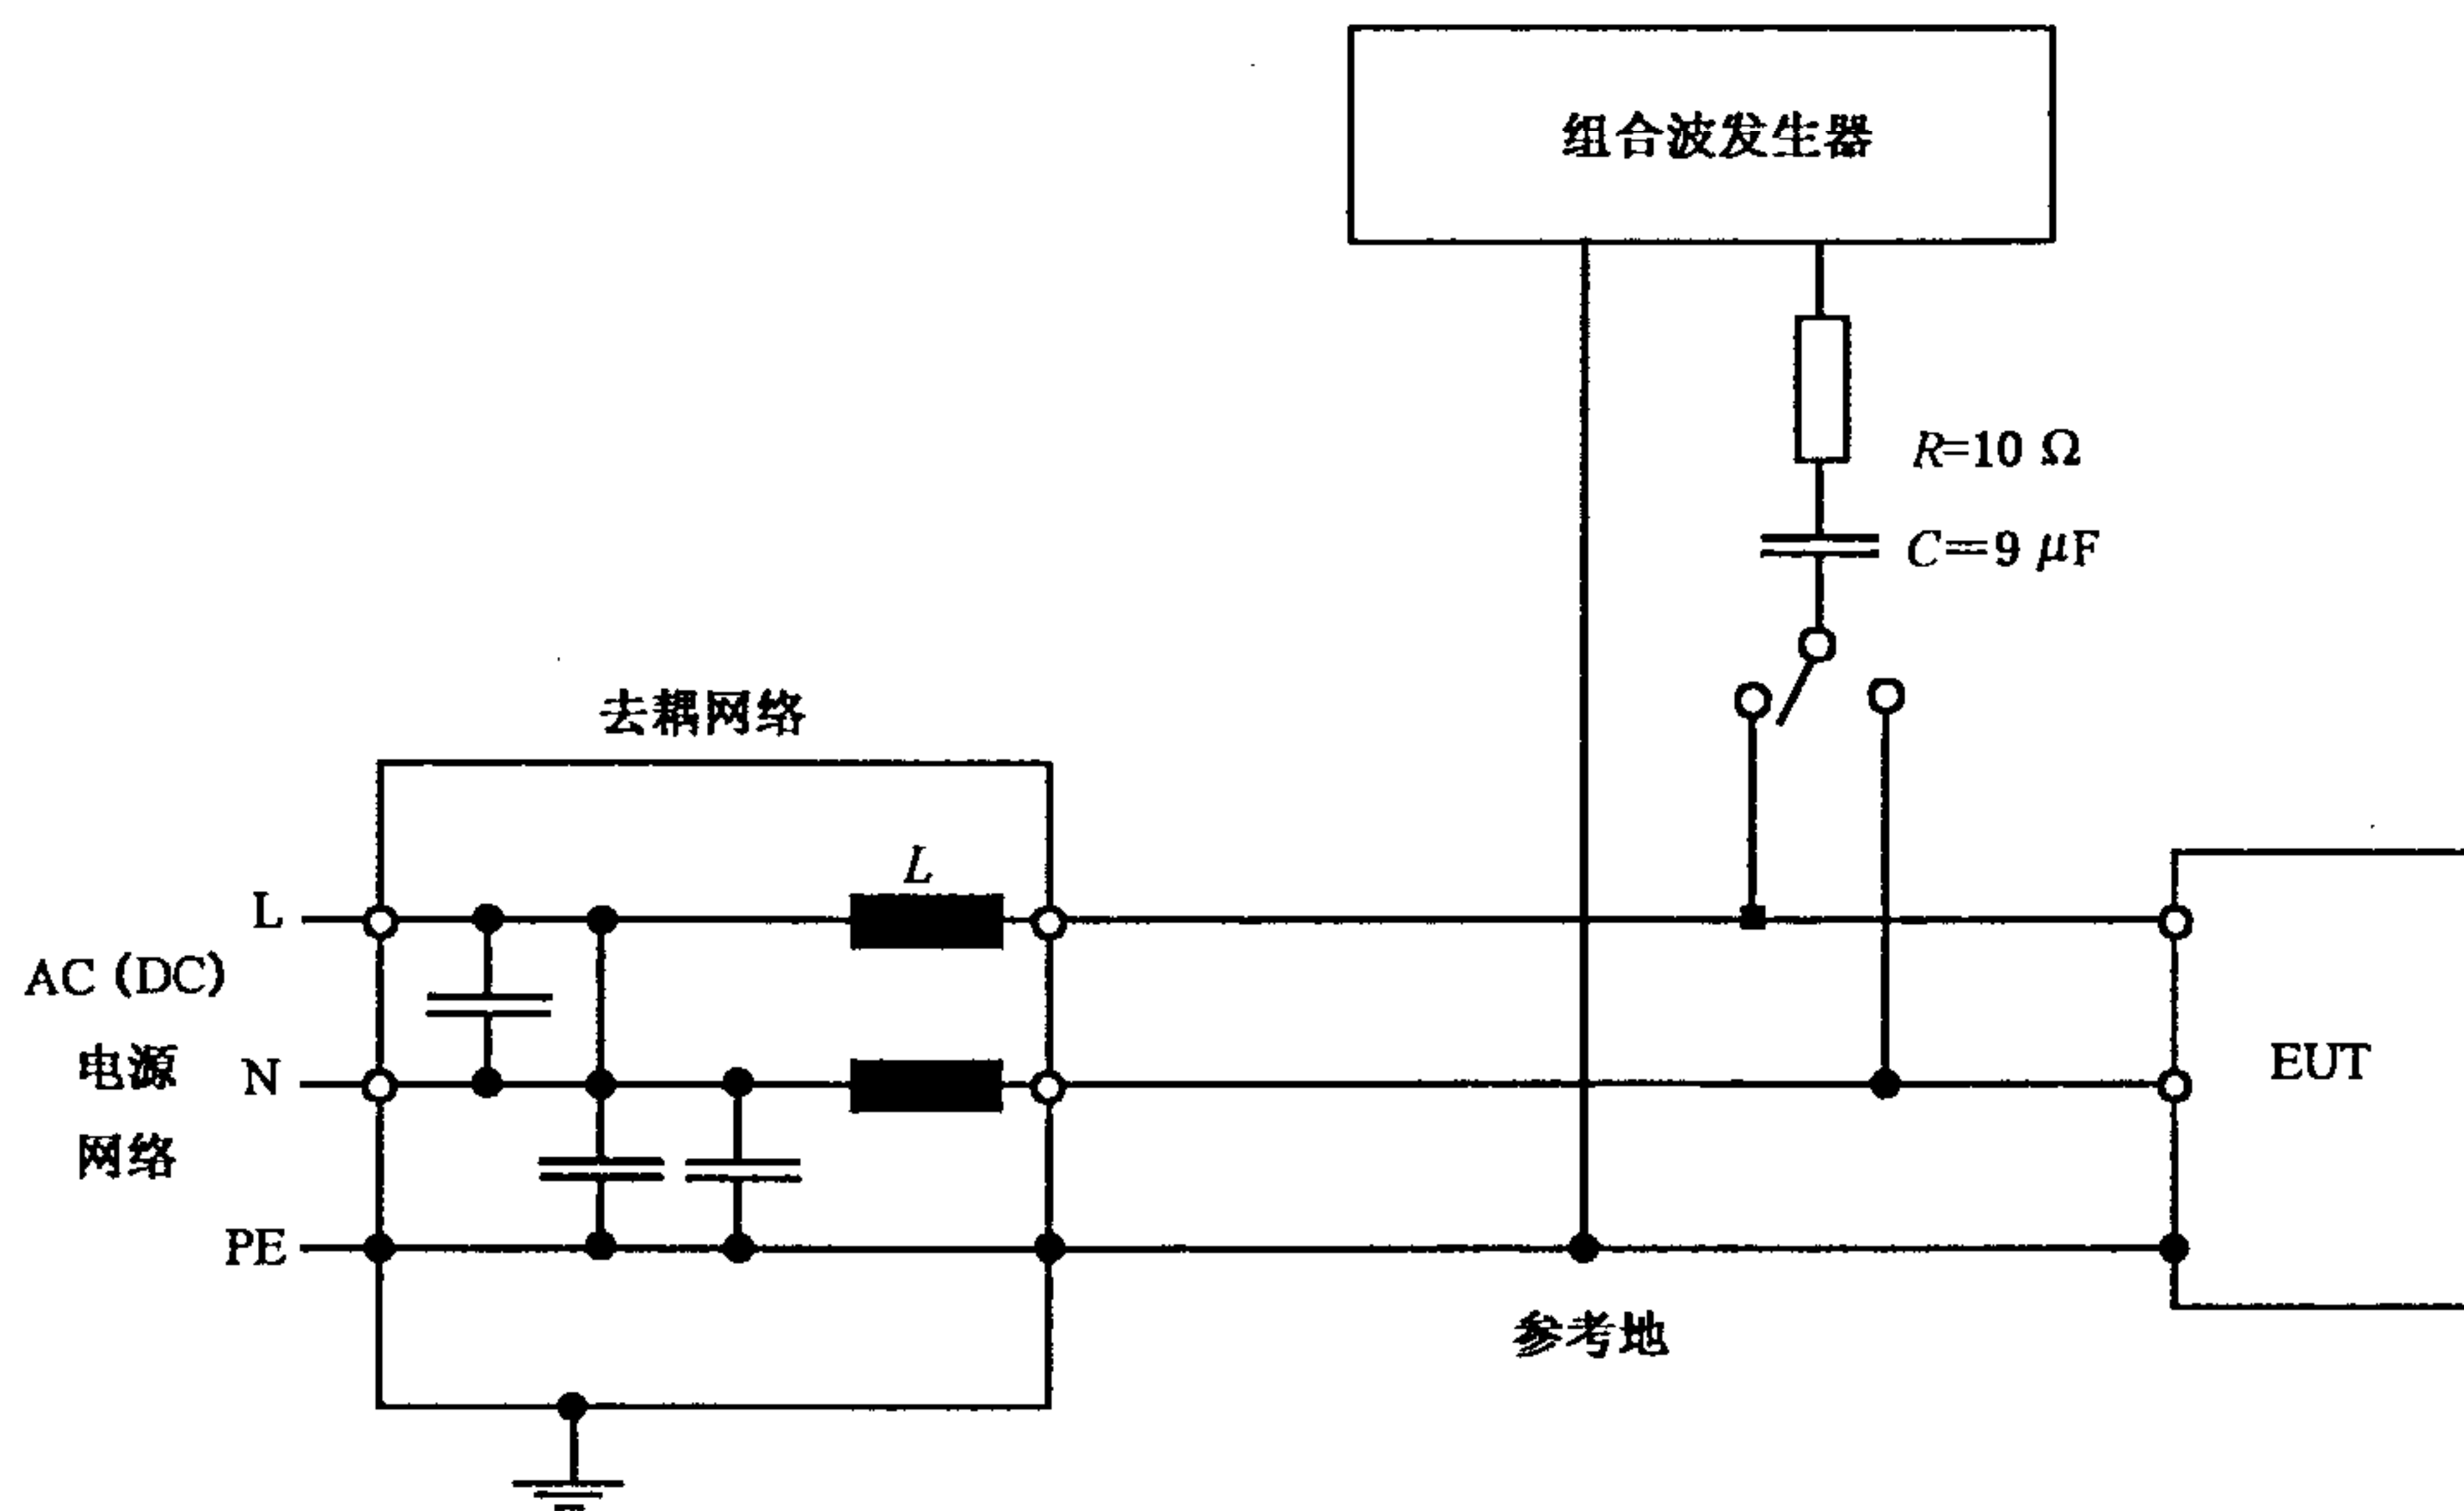 组合波发生器
R=10 Ω
C=9 μF
去耦网络
L
L
AC (DC)
电源
N
EUT
网络
PE
参考地